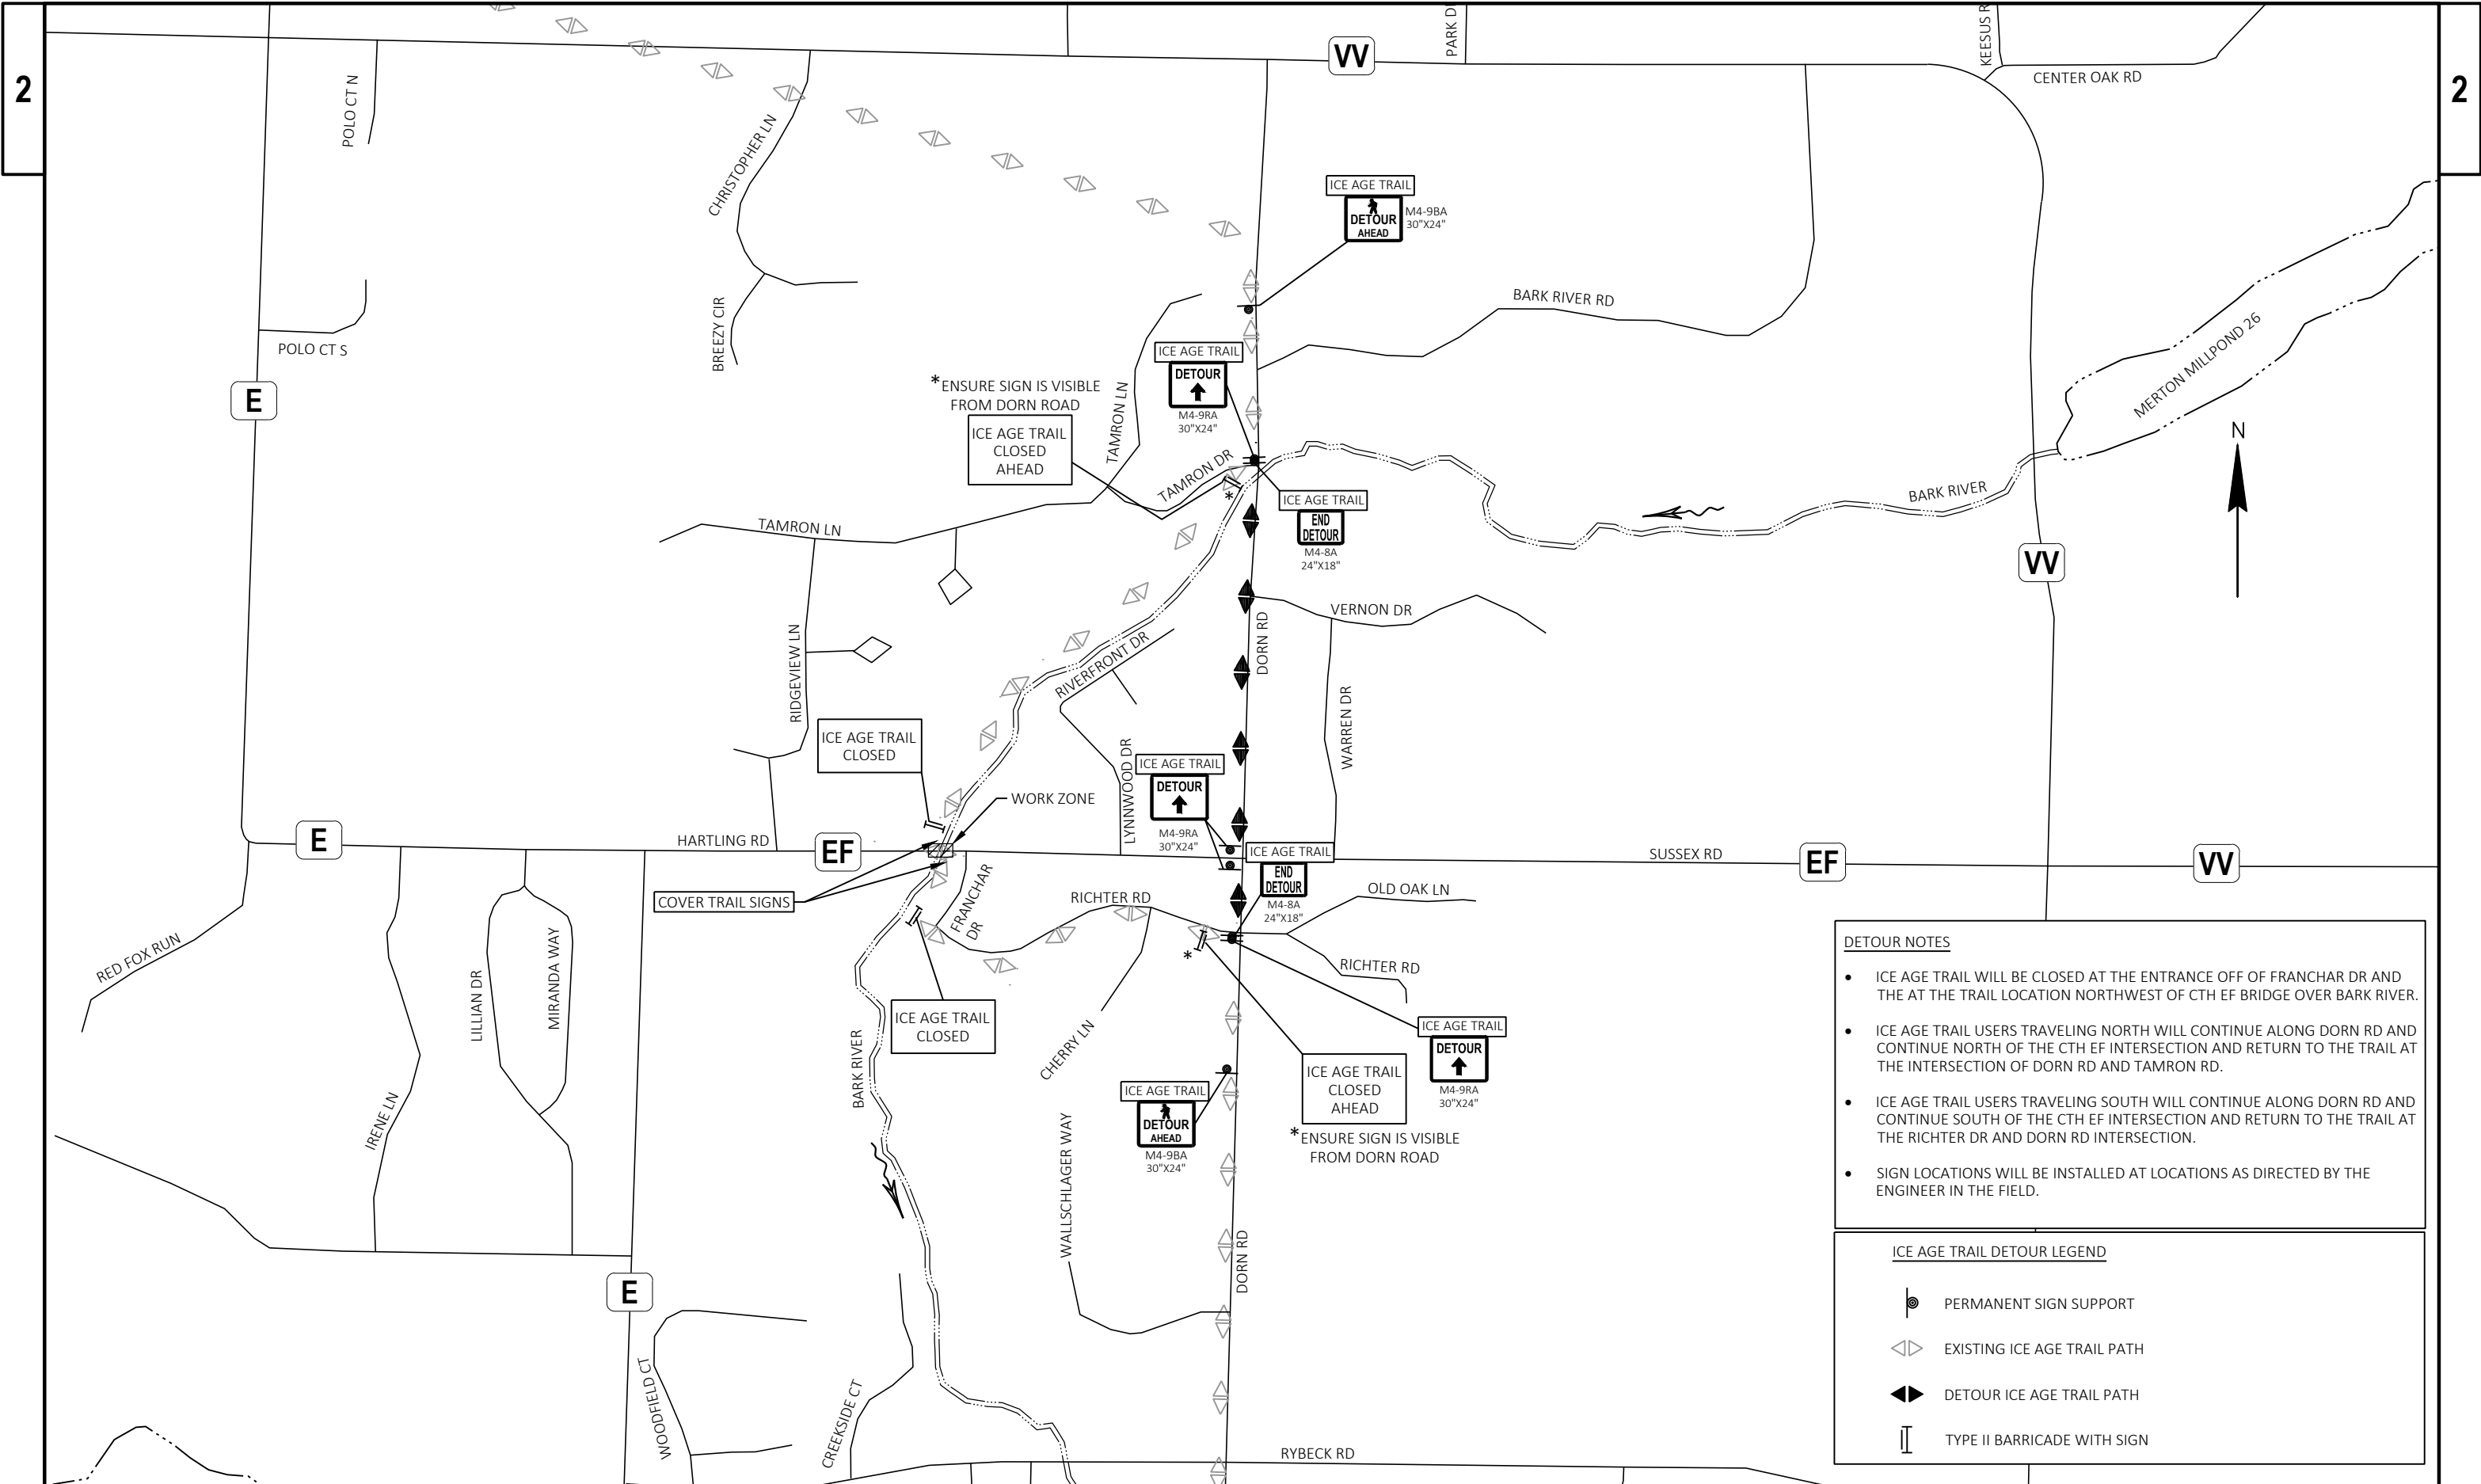 2
2
PARK D
KEESUS R
VV
CENTER OAK RD
POLO CT N
CHRISTOPHER LN
ICE AGE TRAIL
DETOUR
AHEAD
M4-9BA
30"X24"
BREEZY CIR
BARK RIVER RD
POLO CT S
MERTON MILLPOND 26
ICE AGE TRAIL
DETOUR
M4-9RA
30"X24"
E
*ENSURE SIGN IS VISIBLE
FROM DORN ROAD
ICE AGE TRAIL
CLOSED
AHEAD
TAMRON LN
N
TAMRON DR
*
ICE AGE TRAIL
END
DETOUR
M4-8A
24"X18"
BARK RIVER
TAMRON LN
VV
VERNON DR
DORN RD
RIDGEVIEW LN
RIVERFRONT DR
WARREN DR
ICE AGE TRAIL
CLOSED
LYNNWOOD DR
ICE AGE TRAIL
DETOUR
M4-9RA
30"X24"
WORK ZONE
E
HARTLING RD
EF
ICE AGE TRAIL
END
DETOUR
M4-8A
24"X18"
SUSSEX RD
EF
VV
COVER TRAIL SIGNS
FRANCHAR
DR
RICHTER RD
OLD OAK LN
RED FOX RUN
LILLIAN DR
MIRANDA WAY
*
RICHTER RD
ICE AGE TRAIL
CLOSED
BARK RIVER
CHERRY LN
ICE AGE TRAIL
DETOUR
M4-9RA
30"X24"
ICE AGE TRAIL
CLOSED
AHEAD
*ENSURE SIGN IS VISIBLE
FROM DORN ROAD
ICE AGE TRAIL
DETOUR
AHEAD
M4-9BA
30"X24"
IRENE LN
WALLSCHLAGER WAY
DORN RD
E
WOODFIELD CT
CREEKSIDE CT
RYBECK RD
DETOUR NOTES
• ICE AGE TRAIL WILL BE CLOSED AT THE ENTRANCE OFF OF FRANCHAR DR AND
THE AT THE TRAIL LOCATION NORTHWEST OF CTH EF BRIDGE OVER BARK RIVER.
• ICE AGE TRAIL USERS TRAVELING NORTH WILL CONTINUE ALONG DORN RD AND
CONTINUE NORTH OF THE CTH EF INTERSECTION AND RETURN TO THE TRAIL AT
THE INTERSECTION OF DORN RD AND TAMRON RD.
• ICE AGE TRAIL USERS TRAVELING SOUTH WILL CONTINUE ALONG DORN RD AND
CONTINUE SOUTH OF THE CTH EF INTERSECTION AND RETURN TO THE TRAIL AT
THE RICHTER DR AND DORN RD INTERSECTION.
• SIGN LOCATIONS WILL BE INSTALLED AT LOCATIONS AS DIRECTED BY THE
ENGINEER IN THE FIELD.
ICE AGE TRAIL DETOUR LEGEND
PERMANENT SIGN SUPPORT
EXISTING ICE AGE TRAIL PATH
DETOUR ICE AGE TRAIL PATH
TYPE II BARRICADE WITH SIGN